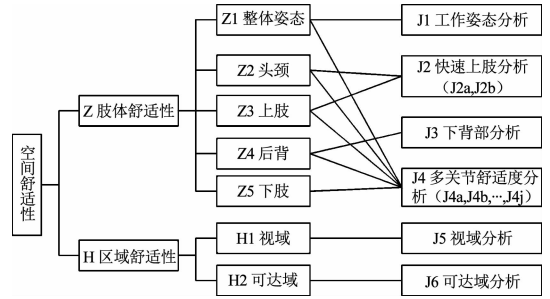 空间舒适性
Z 肢体舒适性
H 区域舒适性
Z1 整体姿态
Z2 头颈
Z3 上肢
Z4 后背
Z5 下肢
H1 视域
H2 可达域
J1 工作姿态分析
J2 快速上肢分析
（J2a,J2b）
J3 下背部分析
J4 多关节舒适度分
析（J4a,J4b,···,J4j）
J5 视域分析
J6 可达域分析